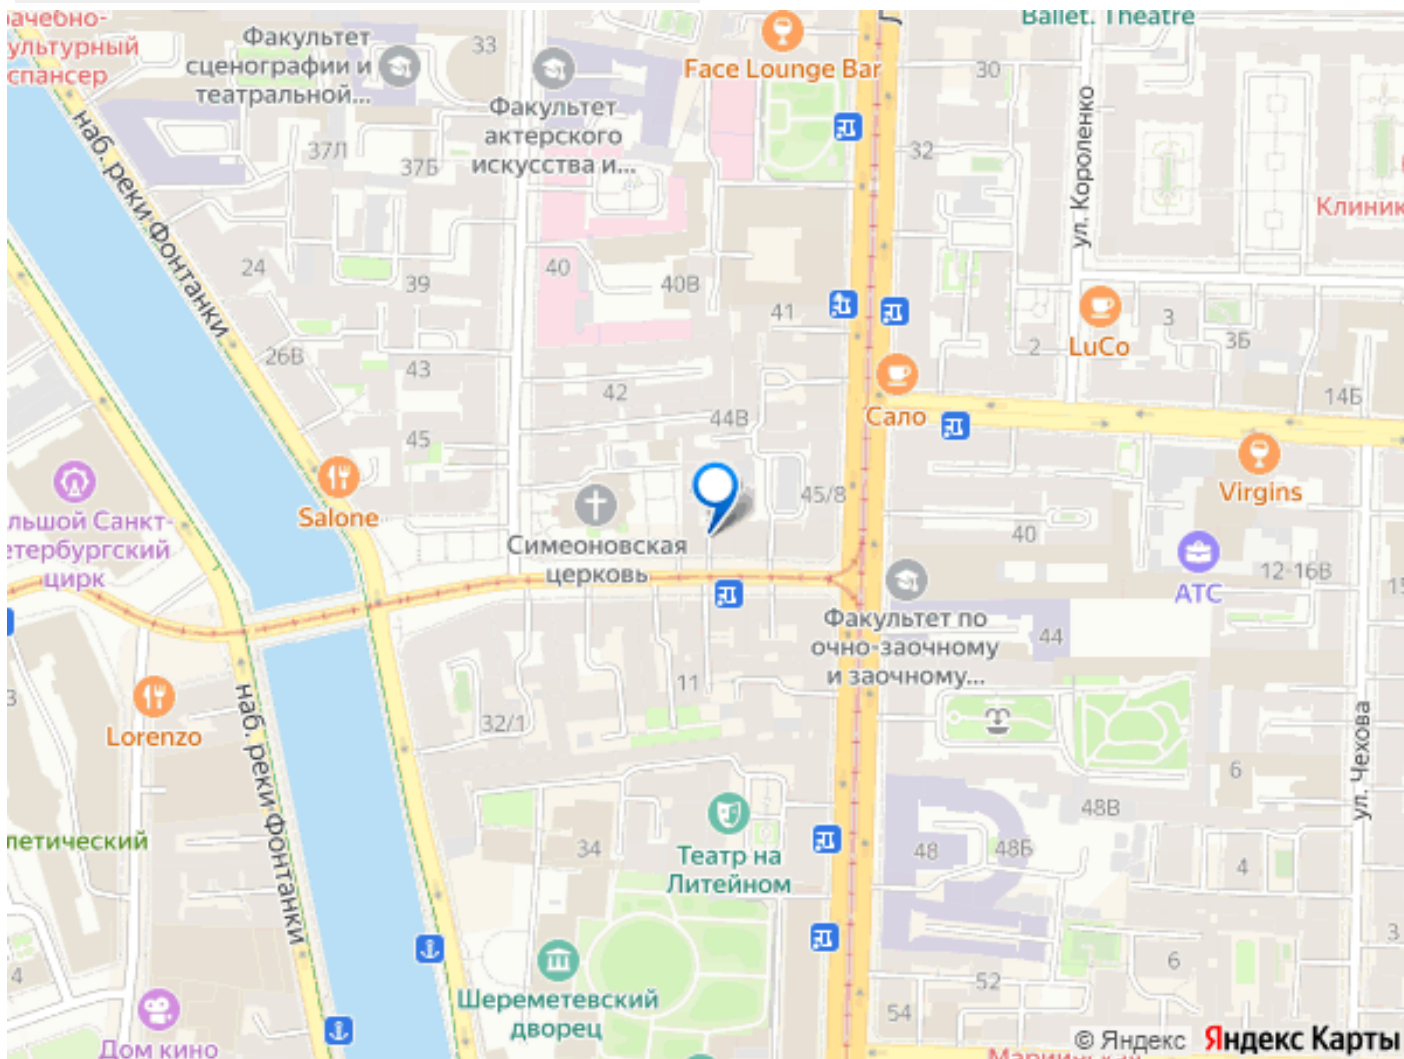 ачебно-
ультурный
спансер
Факультет
сценографии и
театральной...
33
Факультет
актерского
искусства и...
Face Lounge Bar
Ballet. Theatre
30
32
ул. Короленко
Клиник
наб. реки Фонтанки
37Л
37Б
24
39
40
40В
41
26В
43
42
44В
45
2
LuCo
3
3Б
14Б
Сало
Virgins
45/8
40
12-16В
АТС
15
Salone
льшой Санкт-
етербургский
цирк
Симеоновская
церковь
Факультет по
очно-заочному
и заочному...
44
11
32/1
3
Lorenzo
наб. реки Фонтанки
летический
34
Театр на
Литейном
48
48Б
48В
6
4
ул. Чехова
3
6
52
54
4
Шереметевский
дворец
Дом кино
© Яндекс Яндекс Карты